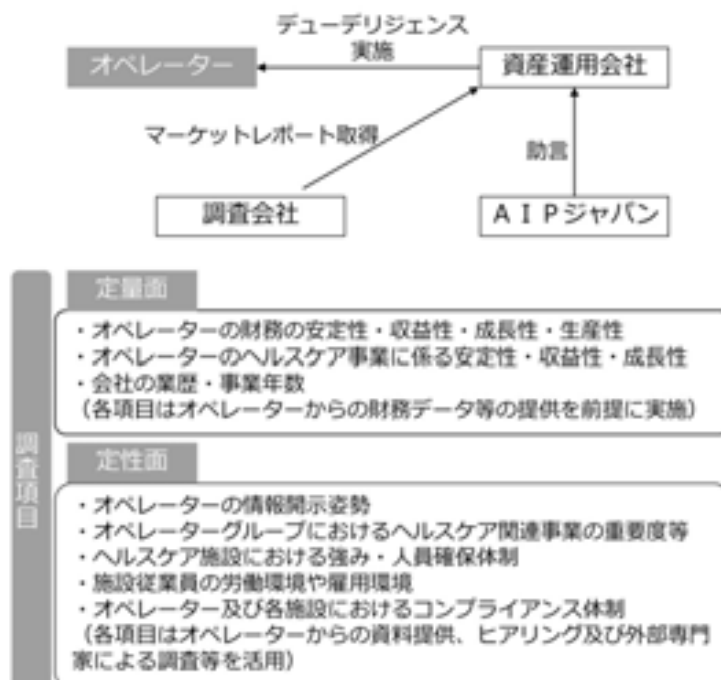 デューデリジェンス
実施
オペレーター
資産運用会社
マーケットレポート取得
助言
調査会社
ＡＩＰジャパン
調査項目
定量面
・オペレーターの財務の安定性・収益性・成長性・生産性
・オペレーターのヘルスケア事業に係る安定性・収益性・成長性
・会社の業歴・事業年数
（各項目はオペレーターからの財務データ等の提供を前提に実施）
定性面
・オペレーターの情報開示姿勢
・オペレーターグループにおけるヘルスケア関連事業の重要度等
・ヘルスケア施設における強み・人員確保体制
・施設従業員の労働環境や雇用環境
・オペレーター及び各施設におけるコンプライアンス体制
（各項目はオペレーターからの資料提供、ヒアリング及び外部専門
家による調査等を活用）